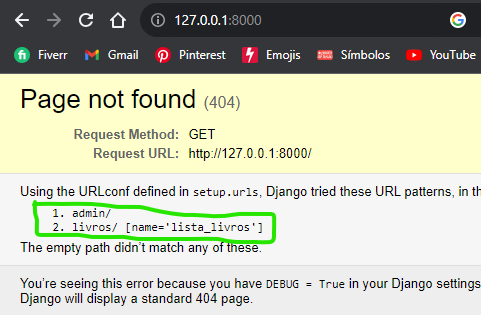 127.0.0.1:8000
Fiverr Gmail Pinterest Emojis Símbolos YouTube
Page not found (404)
Request Method: GET
Request URL: http://127.0.0.1:8000/
Using the URLconf defined in setup.urls, Django tried these URL patterns, in th
1. admin/
2. livros/ [name='lista_livros']
The empty path didn't match any of these.
You're seeing this error because you have DEBUG = True in your Django settings
Django will display a standard 404 page.